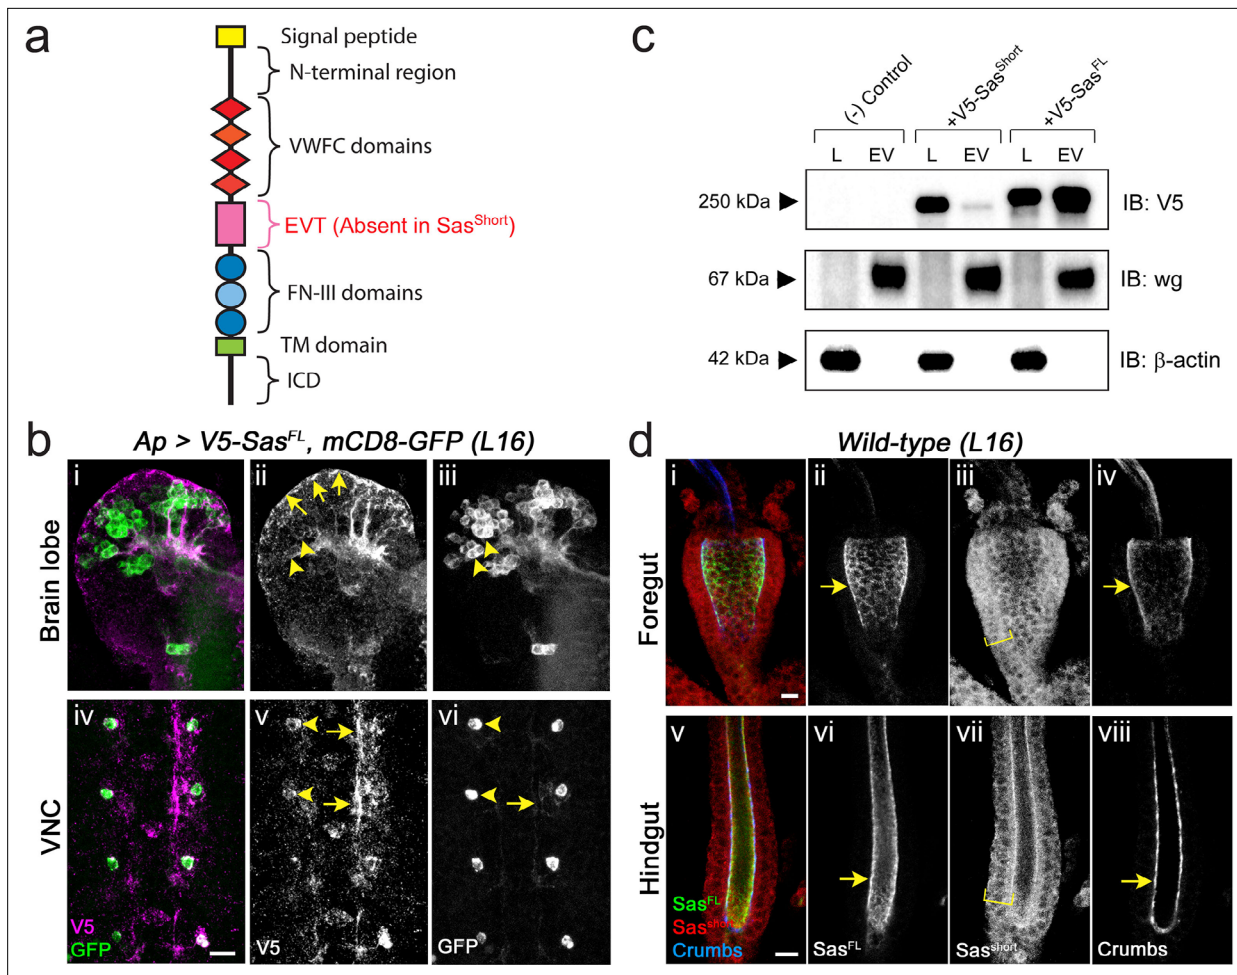 a
Signal peptide
N-terminal region
VWFC domains
EVT (Absent in Sas^Short)
FN-III domains
TM domain
ICD
c
(-) Control
+V5-Sas^Short
+V5-Sas^FL
L EV L EV L EV
250 kDa
IB: V5
67 kDa
IB: wg
42 kDa
IB: β-actin
b
Ap > V5-Sas^FL, mCD8-GFP (L16)
Brain lobe
i
ii
iii
VNC
iv
V5
GFP
v
V5
vi
GFP
d
Wild-type (L16)
Foregut
i
ii
iii
iv
Hindgut
v
Sas^FL
Sas^short
Crumbs
vi
Sas^FL
vii
Sas^short
viii
Crumbs